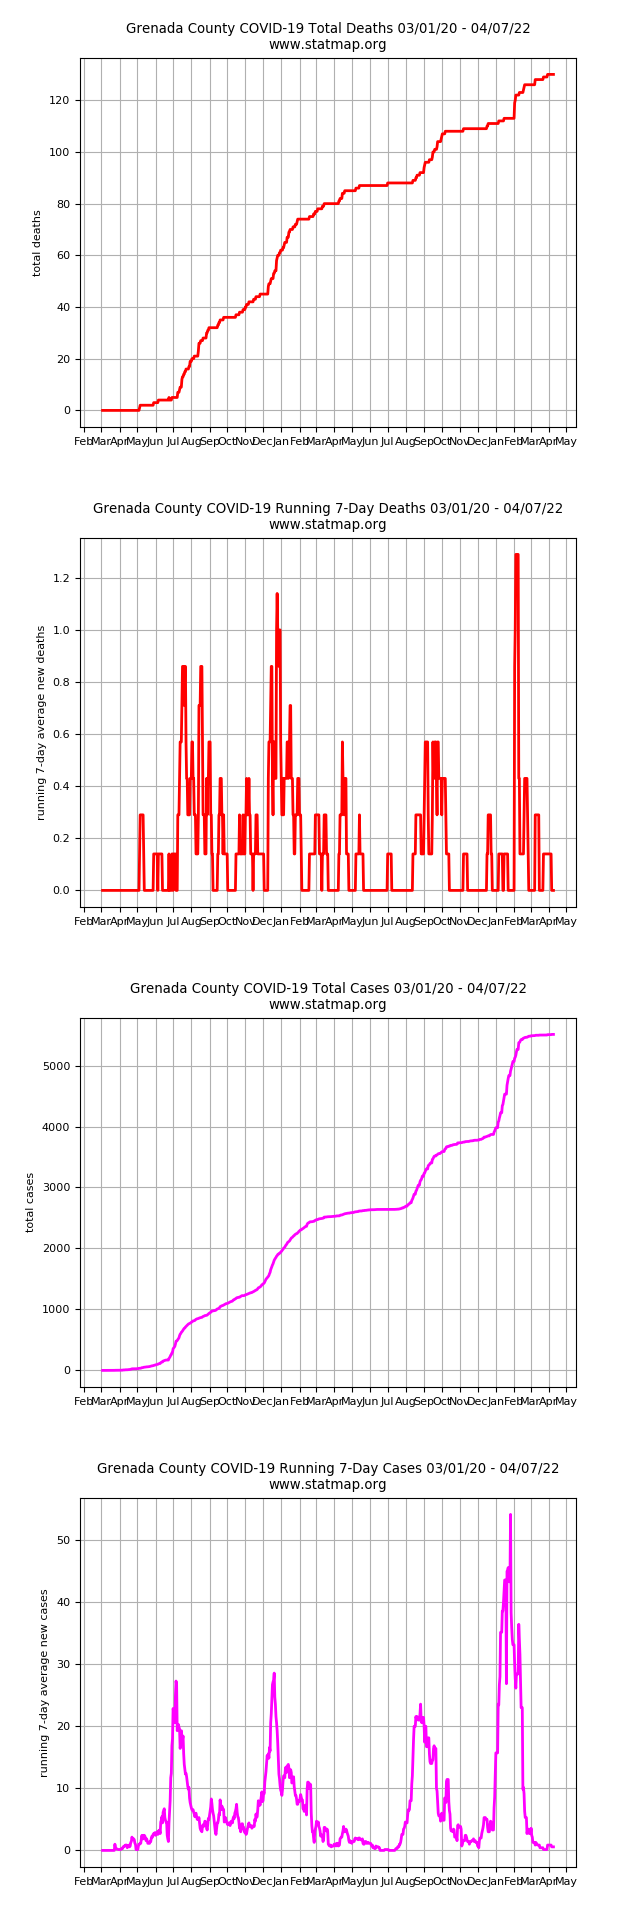 Grenada County COVID-19 Total Deaths 03/01/20 - 04/07/22
www.statmap.org
total deaths
120
100
80
60
40
20
0
Feb Mar Apr May Jun Jul Aug Sep Oct Nov Dec Jan Feb Mar Apr May Jun Jul Aug Sep Oct Nov Dec Jan Feb Mar Apr May
Grenada County COVID-19 Running 7-Day Deaths 03/01/20 - 04/07/22
www.statmap.org
running 7-day average new deaths
1.2
1.0
0.8
0.6
0.4
0.2
0.0
Feb Mar Apr May Jun Jul Aug Sep Oct Nov Dec Jan Feb Mar Apr May Jun Jul Aug Sep Oct Nov Dec Jan Feb Mar Apr May
Grenada County COVID-19 Total Cases 03/01/20 - 04/07/22
www.statmap.org
total cases
5000
4000
3000
2000
1000
0
Feb Mar Apr May Jun Jul Aug Sep Oct Nov Dec Jan Feb Mar Apr May Jun Jul Aug Sep Oct Nov Dec Jan Feb Mar Apr May
Grenada County COVID-19 Running 7-Day Cases 03/01/20 - 04/07/22
www.statmap.org
running 7-day average new cases
50
40
30
20
10
0
Feb Mar Apr May Jun Jul Aug Sep Oct Nov Dec Jan Feb Mar Apr May Jun Jul Aug Sep Oct Nov Dec Jan Feb Mar Apr May